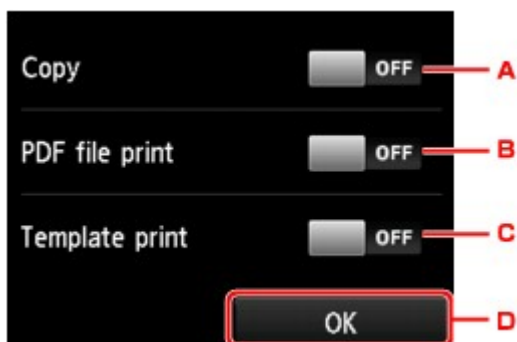 Copy OFF A
PDF file print OFF B
Template print OFF C
OK D